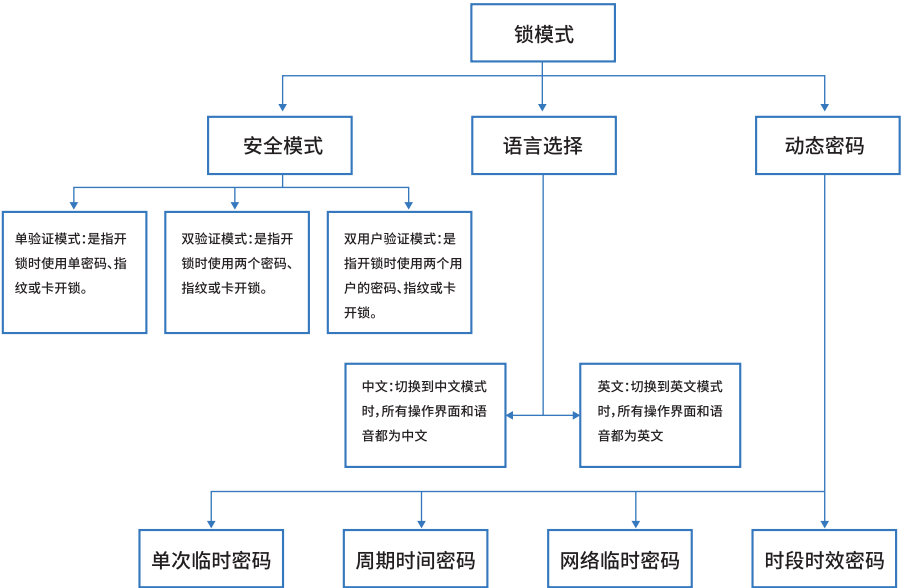 锁模式
安全模式
语言选择
动态密码
单验证模式：是指开
锁时使用单密码、指
纹或卡开锁。
双验证模式：是指开
锁时使用两个密码、
指纹或卡开锁。
双用户验证模式：是
指开锁时使用两个用
户的密码、指纹或卡
开锁。
中文：切换到中文模式
时，所有操作界面和语
音都为中文
英文：切换到英文模式
时，所有操作界面和语
音都为英文
单次临时密码
周期时间密码
网络临时密码
时段时效密码